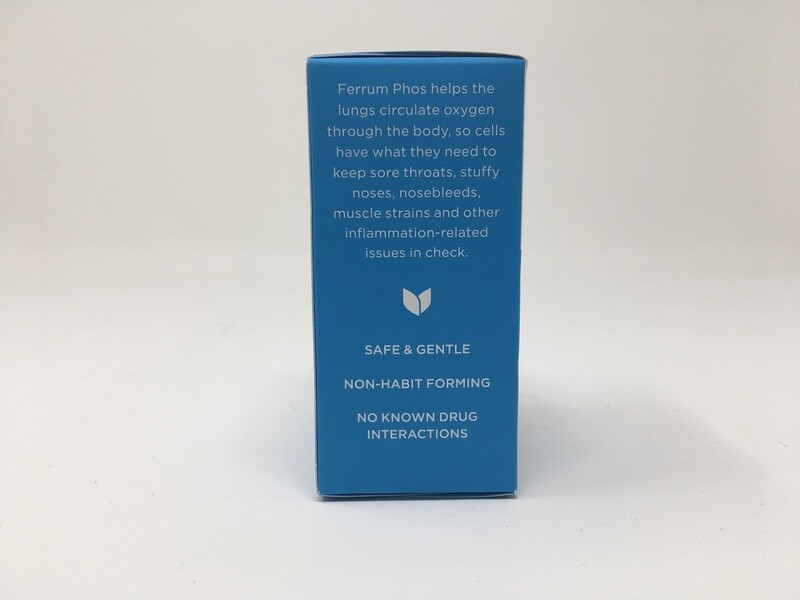 Ferrum Phos helps the
lungs circulate oxygen
through the body, so cells
have what they need to
keep sore throats, stuffy
noses, nosebleeds,
muscle strains and other
inflammation-related
issues in check.
SAFE & GENTLE
NON-HABIT FORMING
NO KNOWN DRUG
INTERACTIONS